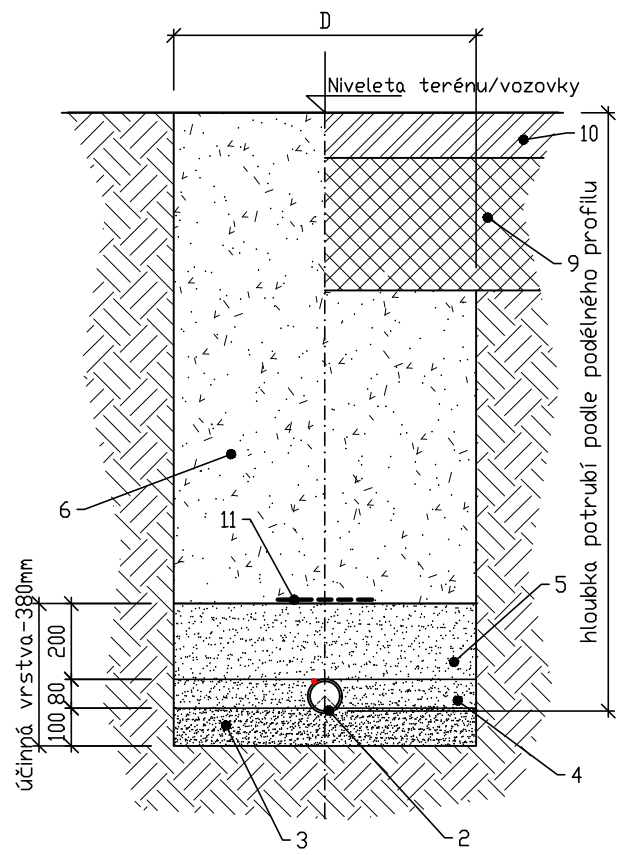 D
Niveleta terénu/vozovky
10
9
hloubka potrubí podle podélného profilu
6
11
5
účinná vrstva-380mm
200
80
100
4
3
2